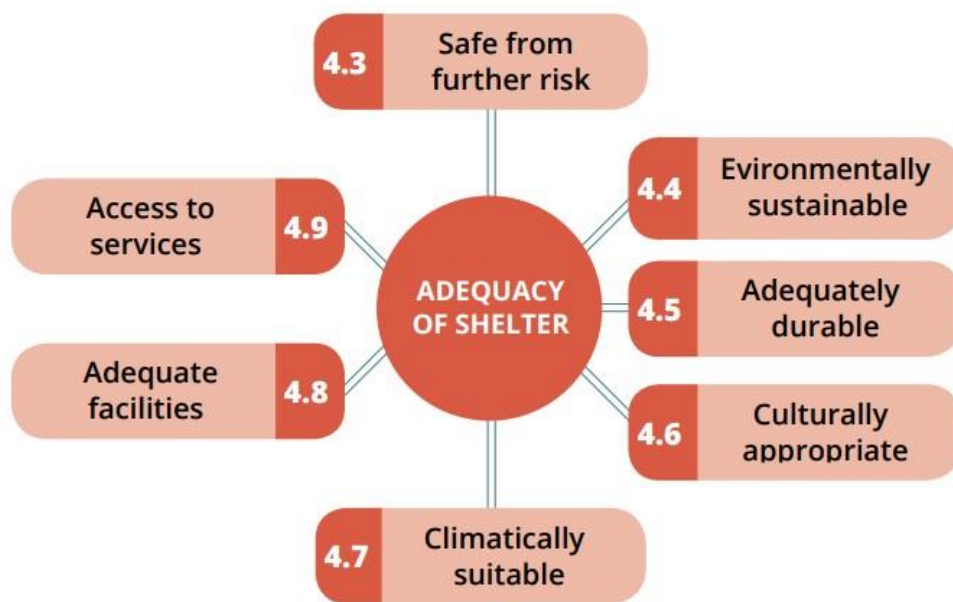 4.3
Safe from
further risk
4.4
Evironmentally
sustainable
4.9
Access to
services
ADEQUACY
OF SHELTER
4.5
Adequately
durable
4.8
Adequate
facilities
4.6
Culturally
appropriate
4.7
Climatically
suitable